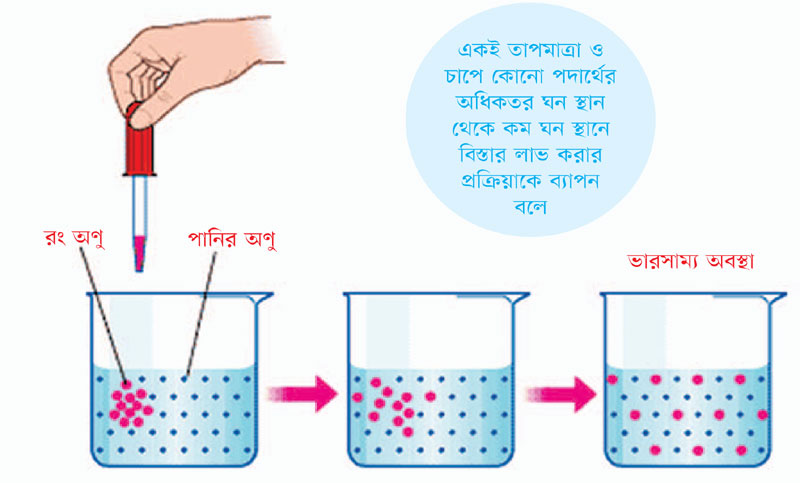 একই তাপমাত্রা ও
চাপে কোনো পদার্থের
অধিকতর ঘন স্থান
থেকে কম ঘন স্থানে
বিস্তার লাভ করার
প্রক্রিয়াকে ব্যাপন
বলে
রং অণু
পানির অণু
ভারসাম্য অবস্থা